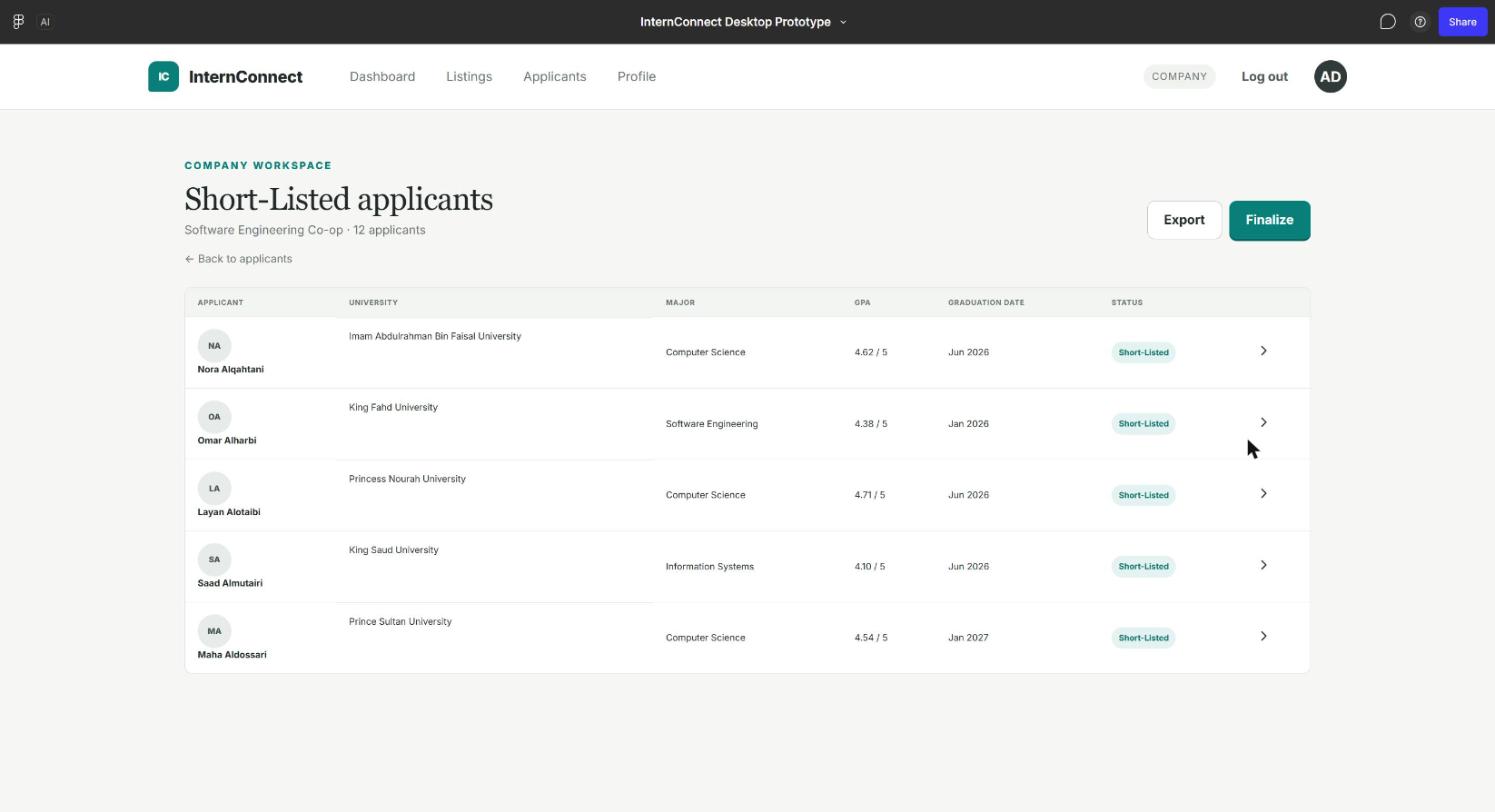 AI
InternConnect Desktop Prototype
Share
IC
InternConnect
Dashboard
Listings
Applicants
Profile
COMPANY
Log out
AD
COMPANY WORKSPACE
Short-Listed applicants
Software Engineering Co-op · 12 applicants
← Back to applicants
Export
Finalize
APPLICANT UNIVERSITY MAJOR GPA GRADUATION DATE STATUS
NA
Nora Alqahtani
Imam Abdulrahman Bin Faisal University
Computer Science
4.62 / 5
Jun 2026
Short-Listed
OA
Omar Alharbi
King Fahd University
Software Engineering
4.38 / 5
Jan 2026
Short-Listed
LA
Layan Alotaibi
Princess Nourah University
Computer Science
4.71 / 5
Jun 2026
Short-Listed
SA
Saad Almutairi
King Saud University
Information Systems
4.10 / 5
Jun 2026
Short-Listed
MA
Maha Aldossari
Prince Sultan University
Computer Science
4.54 / 5
Jan 2027
Short-Listed